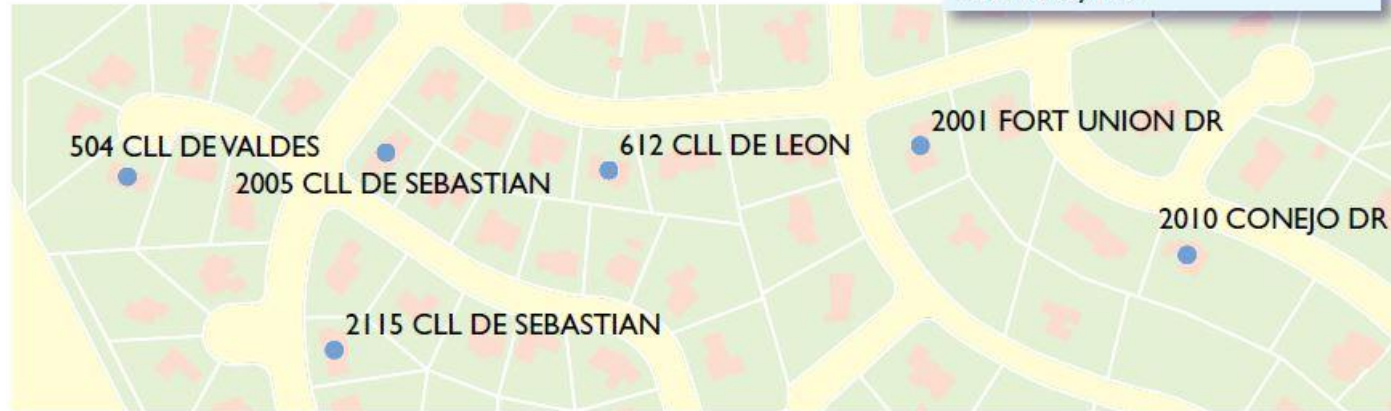 504 CLL DE VALDES
2005 CLL DE SEBASTIAN
612 CLL DE LEON
2001 FORT UNION DR
2010 CONEJO DR
2115 CLL DE SEBASTIAN